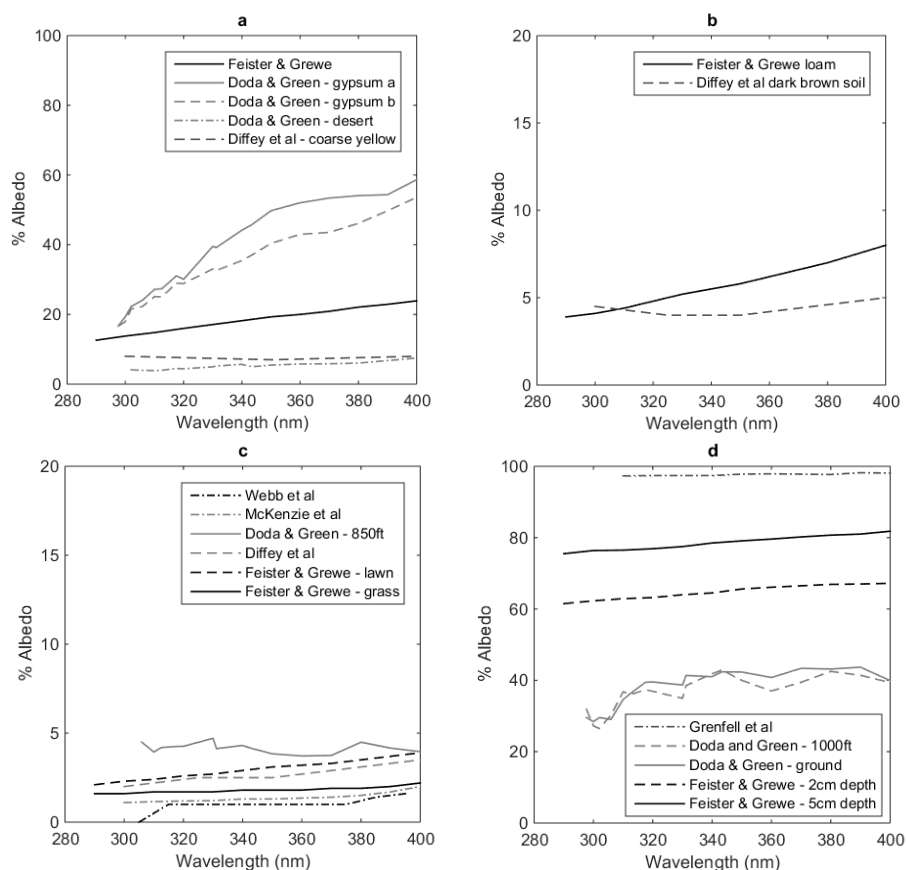 a
100
80
60
40
20
0
% Albedo
280 300 320 340 360 380 400
Wavelength (nm)
Feister & Grewe
Doda & Green - gypsum a
Doda & Green - gypsum b
Doda & Green - desert
Diffey et al - coarse yellow
b
20
15
10
5
0
% Albedo
280 300 320 340 360 380 400
Wavelength (nm)
Feister & Grewe loam
Diffey et al dark brown soil
c
20
15
10
5
0
% Albedo
280 300 320 340 360 380 400
Wavelength (nm)
Webb et al
McKenzie et al
Doda & Green - 850ft
Diffey et al
Feister & Grewe - lawn
Feister & Grewe - grass
d
100
80
60
40
20
0
% Albedo
280 300 320 340 360 380 400
Wavelength (nm)
Grenfell et al
Doda and Green - 1000ft
Doda & Green - ground
Feister & Grewe - 2cm depth
Feister & Grewe - 5cm depth